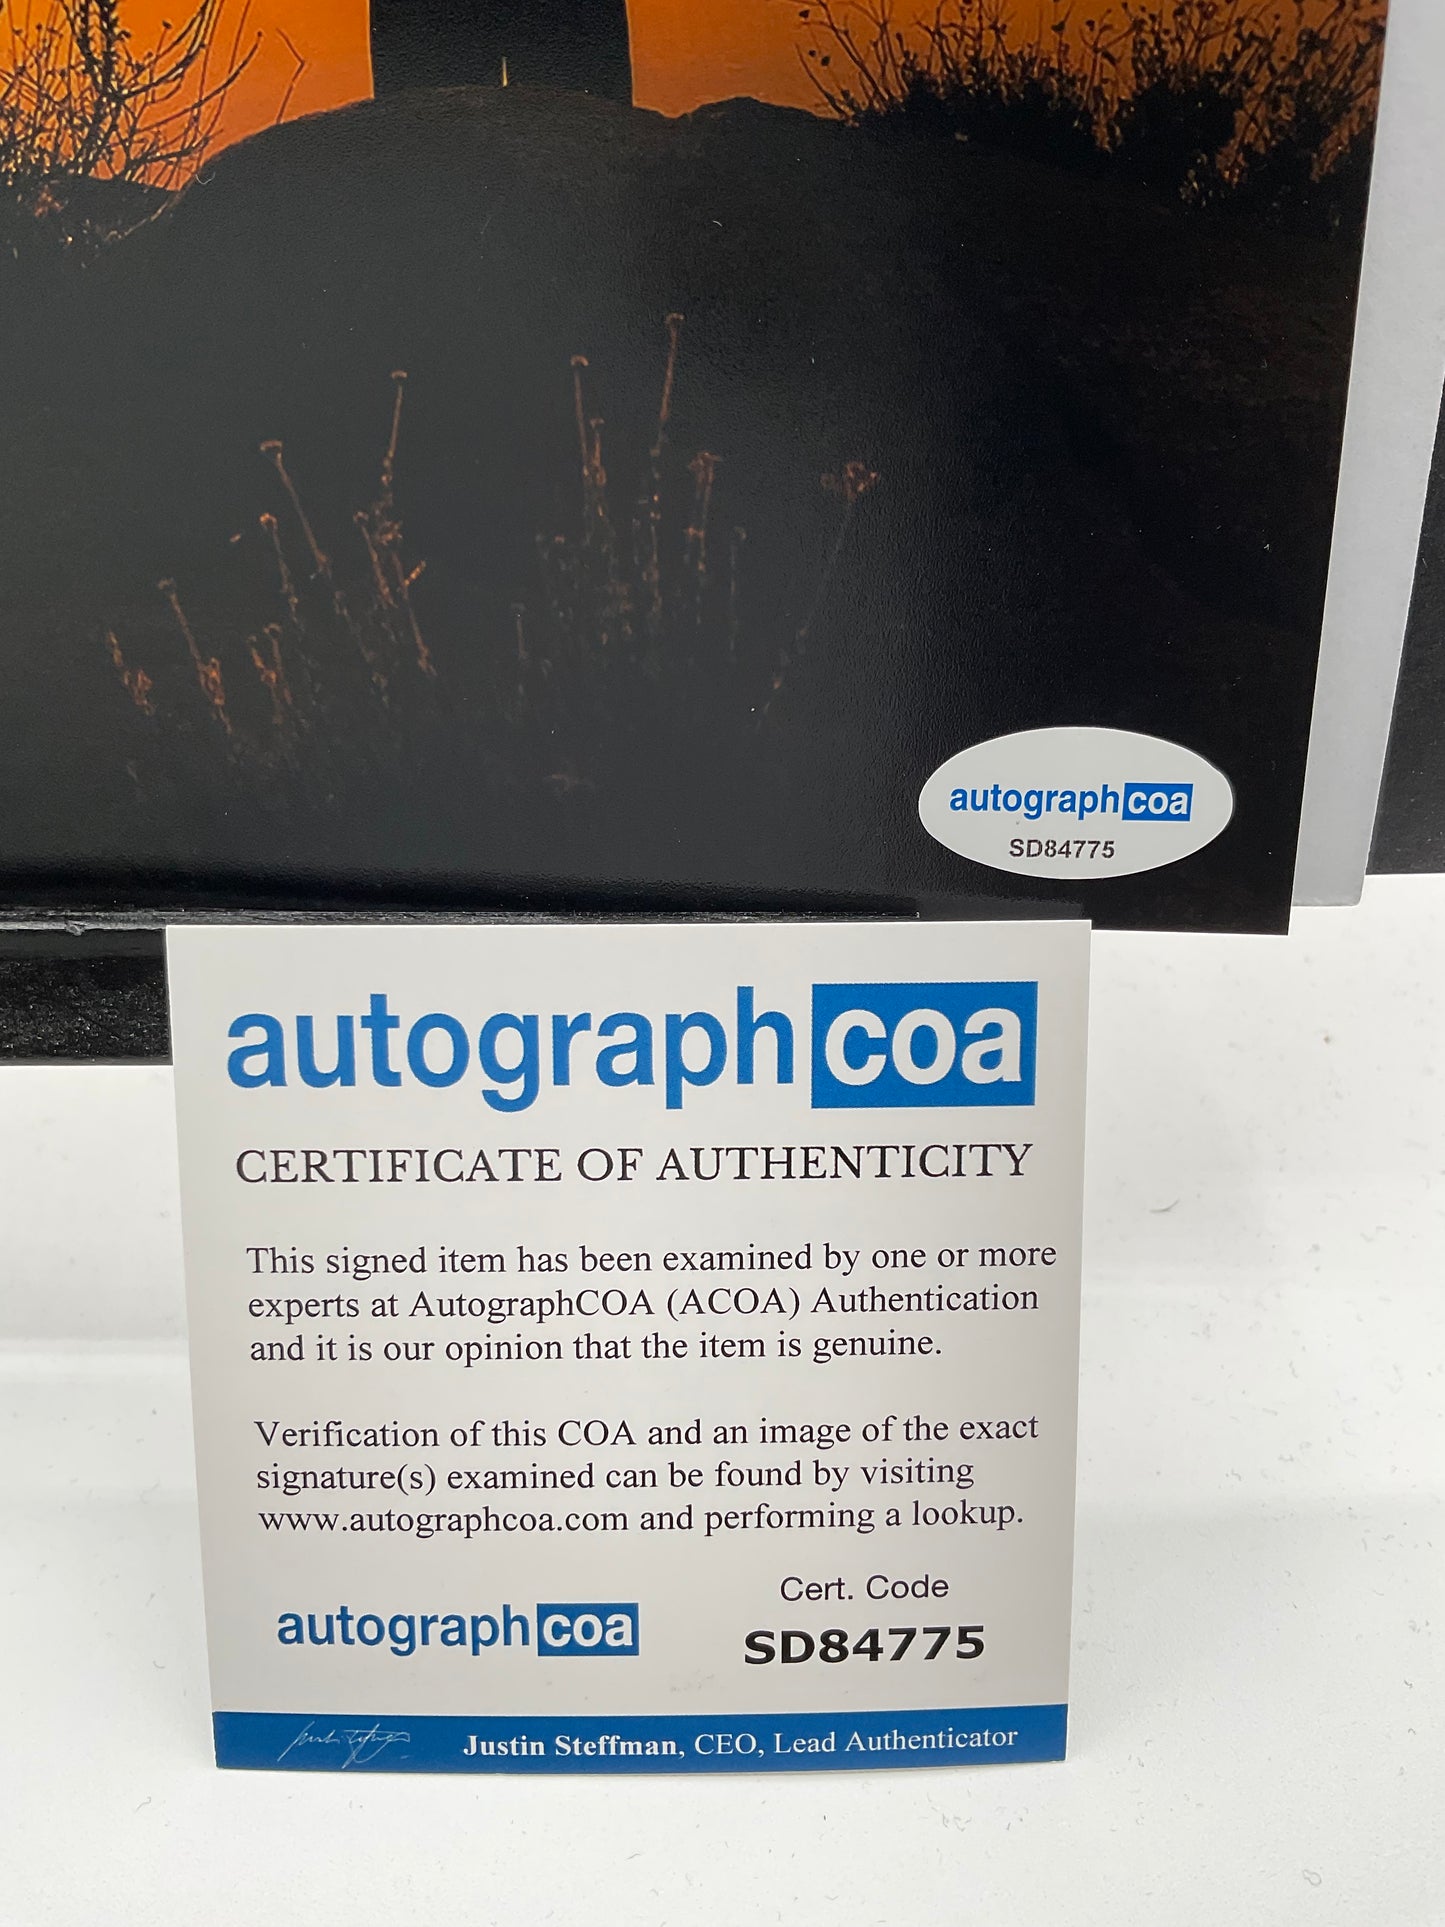 autographcoa
SD84775
autographcoa
CERTIFICATE OF AUTHENTICITY
This signed item has been examined by one or more
experts at AutographCOA (ACOA) Authentication
and it is our opinion that the item is genuine.
Verification of this COA and an image of the exact
signature(s) examined can be found by visiting
www.autographcoa.com and performing a lookup.
Cert. Code
autographcoa
SD84775
Justin Steffman, CEO, Lead Authenticator